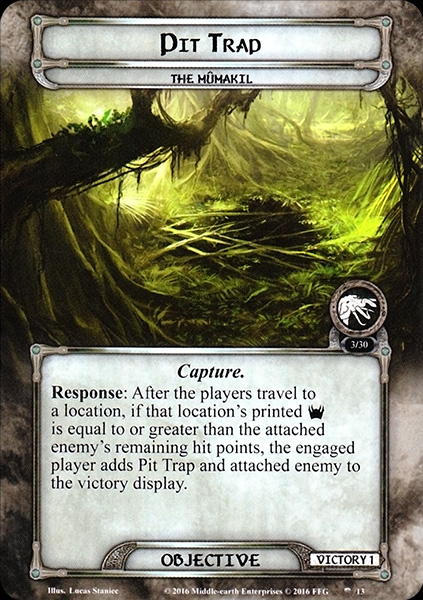 Pit Trap
THE MÛMAKIL
3/30
Capture.
Response: After the players travel to
a location, if that location's printed
is equal to or greater than the attached
enemy's remaining hit points, the engaged
player adds Pit Trap and attached enemy to
the victory display.
OBJECTIVE
VICTORY 1
Illus. Lucas Staniec © 2016 Middle-earth Enterprises © 2016 FFG 13